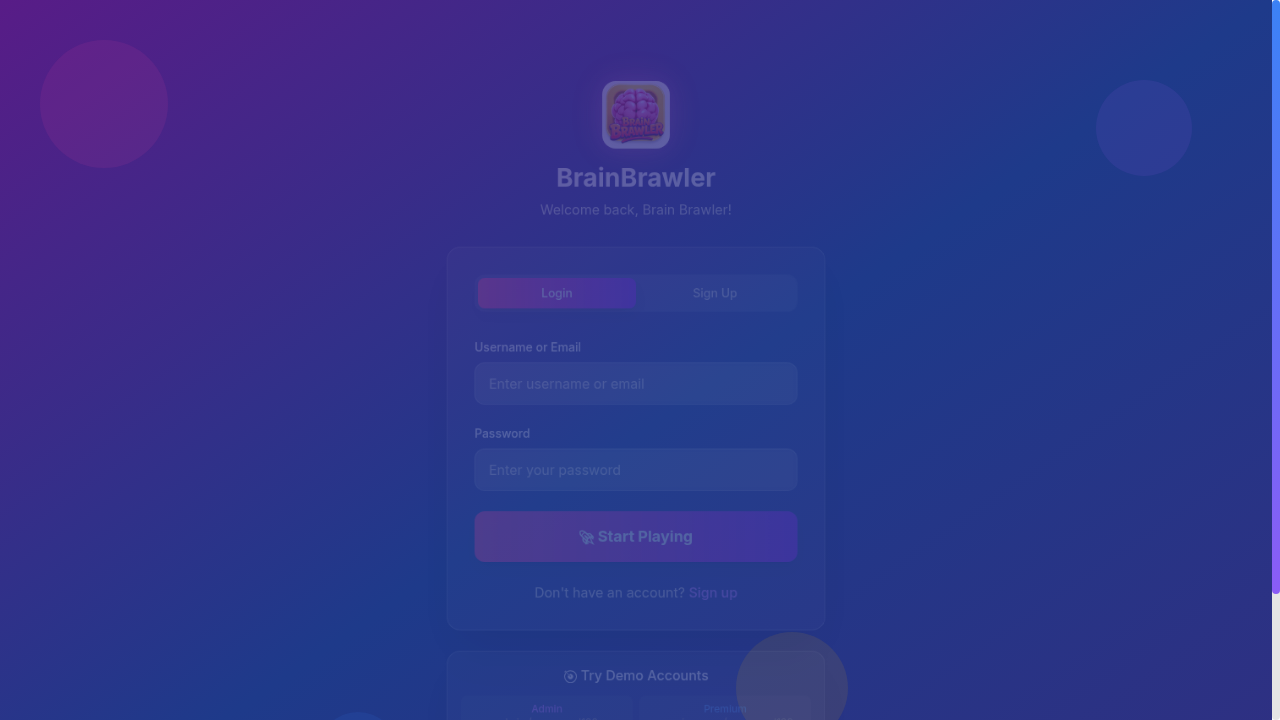 BRAIN
BRAWLER
BrainBrawler
Welcome back, Brain Brawler!
Login
Sign Up
Username or Email
Enter username or email
Password
Enter your password
Start Playing
Don't have an account? Sign up
Try Demo Accounts
Admin
Premium